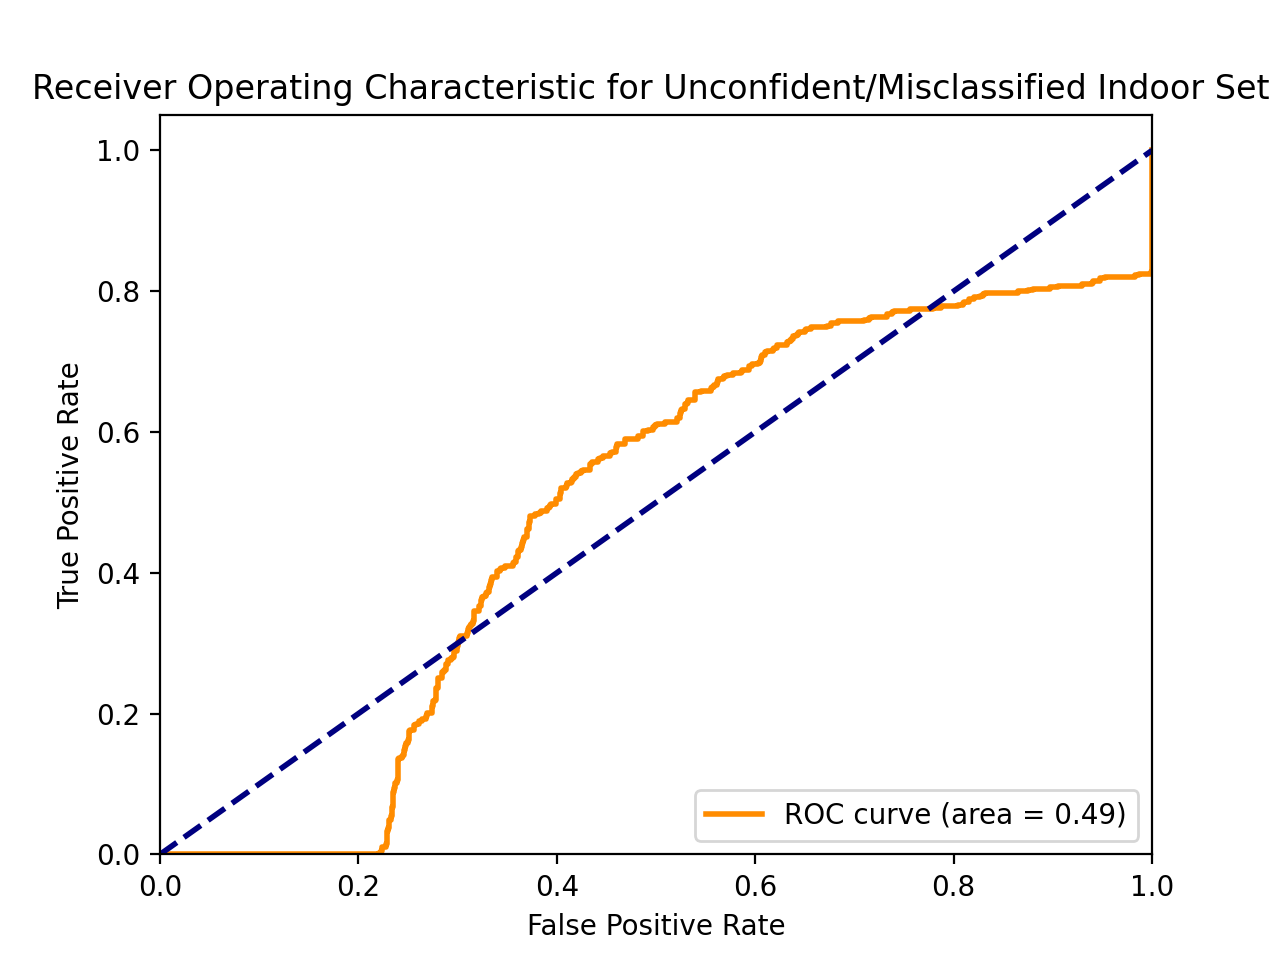 Receiver Operating Characteristic for Unconfident/Misclassified Indoor Set
True Positive Rate
1.0
0.8
0.6
0.4
0.2
0.0
ROC curve (area = 0.49)
0.0 0.2 0.4 0.6 0.8 1.0
False Positive Rate